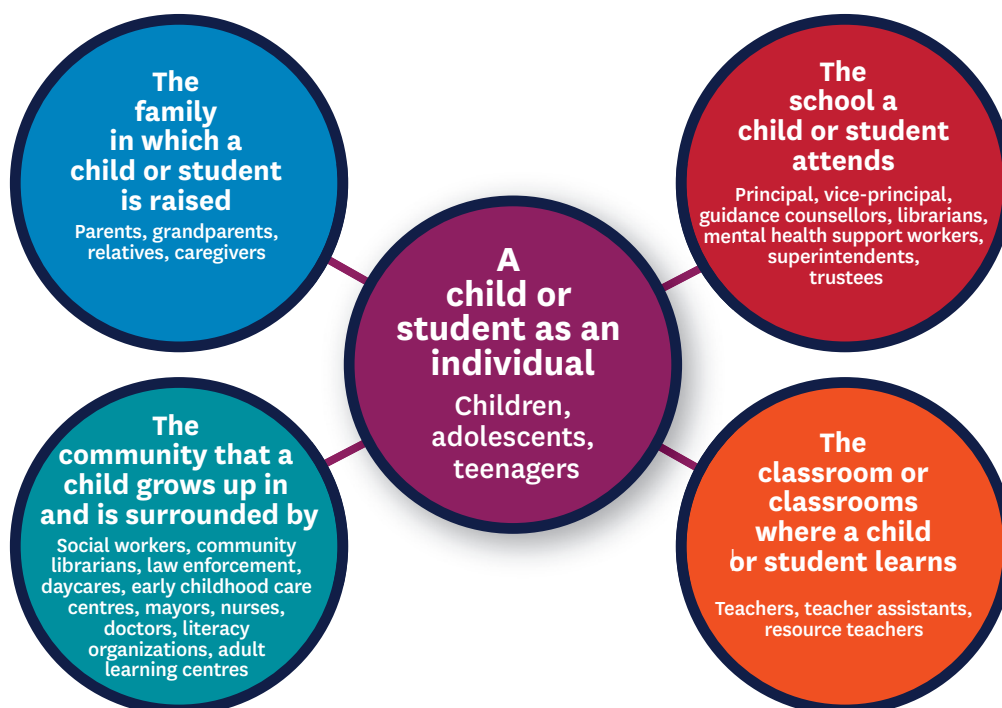 The
family
in which a
child or student
is raised
Parents, grandparents,
relatives, caregivers
The
school a
child or student
attends
Principal, vice-principal,
guidance counsellors, librarians,
mental health support workers,
superintendents,
trustees
A
child or
student as an
individual
Children,
adolescents,
teenagers
The
community that a
child grows up in
and is surrounded by
Social workers, community
librarians, law enforcement,
daycares, early childhood care
centres, mayors, nurses,
doctors, literacy
organizations, adult
learning centres
The
classroom or
classrooms
where a child
or student learns
Teachers, teacher assistants,
resource teachers